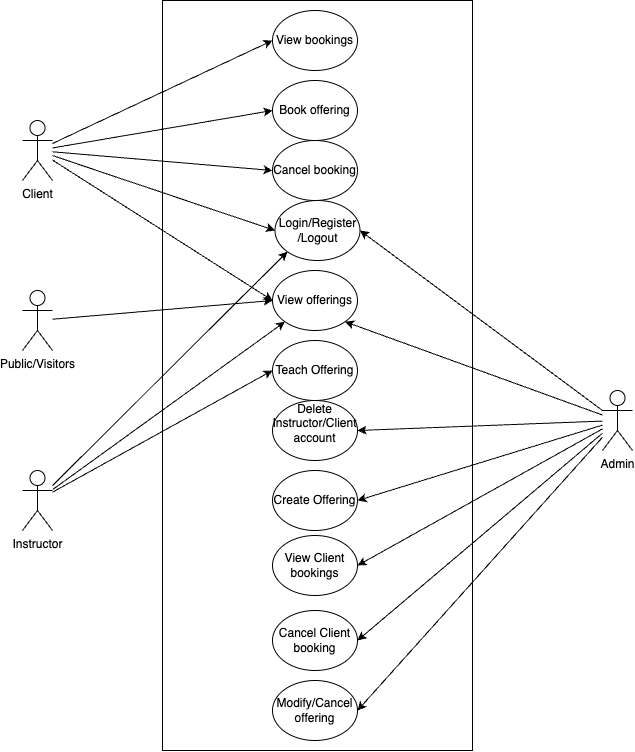 View bookings
Book offering
Client
Cancel booking
Login/Register
/Logout
View offerings
Public/Visitors
Teach Offering
Delete
Instructor/Client
account
Admin
Create Offering
Instructor
View Client
bookings
Cancel Client
booking
Modify/Cancel
offering